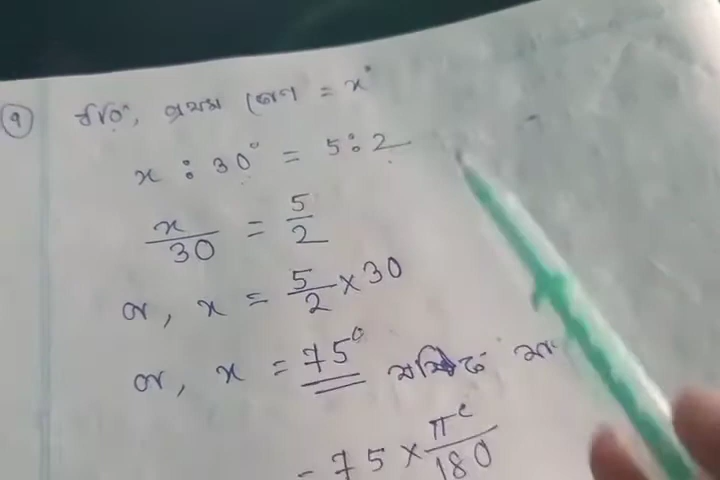 ৭ ধরি, প্রথম কোণ = x°
x : 30° = 5:2
x/30 = 5/2
or, x = 5/2 × 30
or, x = 75°
= 75 × π^c/180